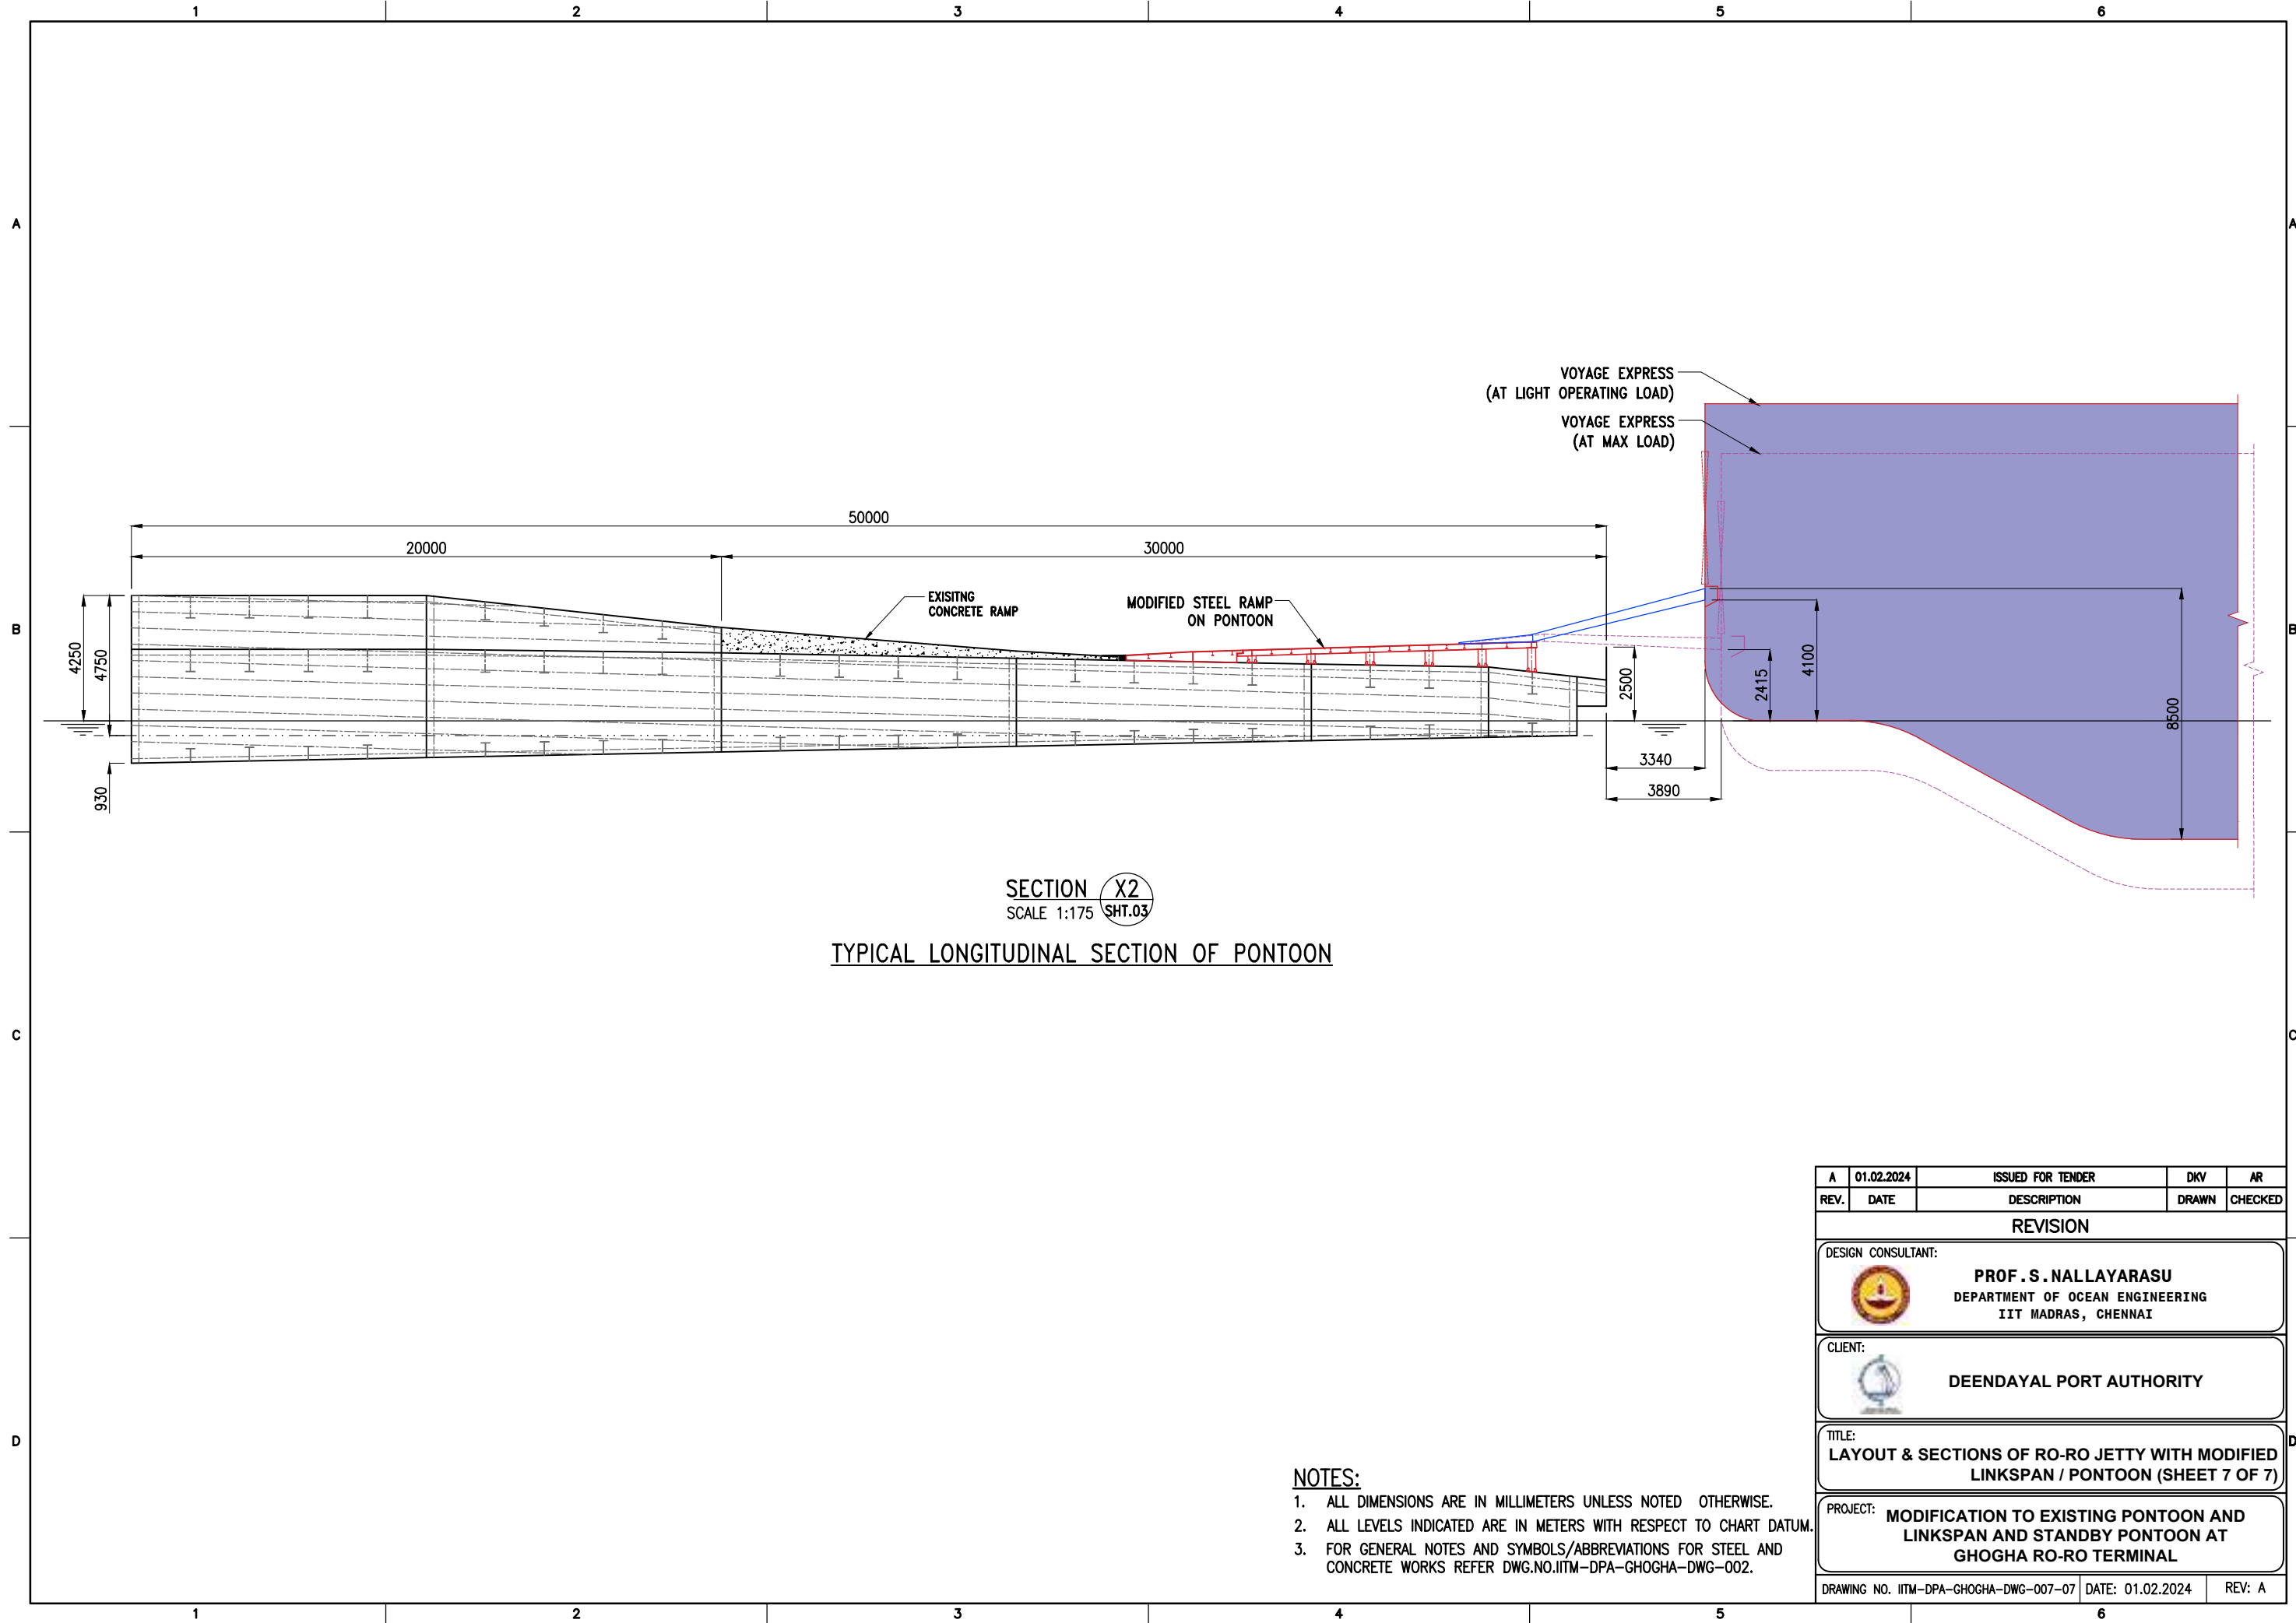 1 2 3 4 5 6
A A
B B
C C
D D
VOYAGE EXPRESS
(AT LIGHT OPERATING LOAD)
VOYAGE EXPRESS
(AT MAX LOAD)
50000
20000 30000
EXISITNG
CONCRETE RAMP
MODIFIED STEEL RAMP
ON PONTOON
4250
4750
930
2500
2415
4100
8500
3340
3890
SECTION X2
SCALE 1:175 SHT.03
TYPICAL LONGITUDINAL SECTION OF PONTOON
NOTES:
1. ALL DIMENSIONS ARE IN MILLIMETERS UNLESS NOTED OTHERWISE.
2. ALL LEVELS INDICATED ARE IN METERS WITH RESPECT TO CHART DATUM.
3. FOR GENERAL NOTES AND SYMBOLS/ABBREVIATIONS FOR STEEL AND
CONCRETE WORKS REFER DWG.NO.IITM-DPA-GHOGHA-DWG-002.
A 01.02.2024 ISSUED FOR TENDER DKV AR
REV. DATE DESCRIPTION DRAWN CHECKED
REVISION
DESIGN CONSULTANT:
PROF.S.NALLAYARASU
DEPARTMENT OF OCEAN ENGINEERING
IIT MADRAS, CHENNAI
CLIENT:
DEENDAYAL PORT AUTHORITY
TITLE:
LAYOUT & SECTIONS OF RO-RO JETTY WITH MODIFIED
LINKSPAN / PONTOON (SHEET 7 OF 7)
PROJECT: MODIFICATION TO EXISTING PONTOON AND
LINKSPAN AND STANDBY PONTOON AT
GHOGHA RO-RO TERMINAL
DRAWING NO. IITM-DPA-GHOGHA-DWG-007-07 DATE: 01.02.2024 REV: A
1 2 3 4 5 6